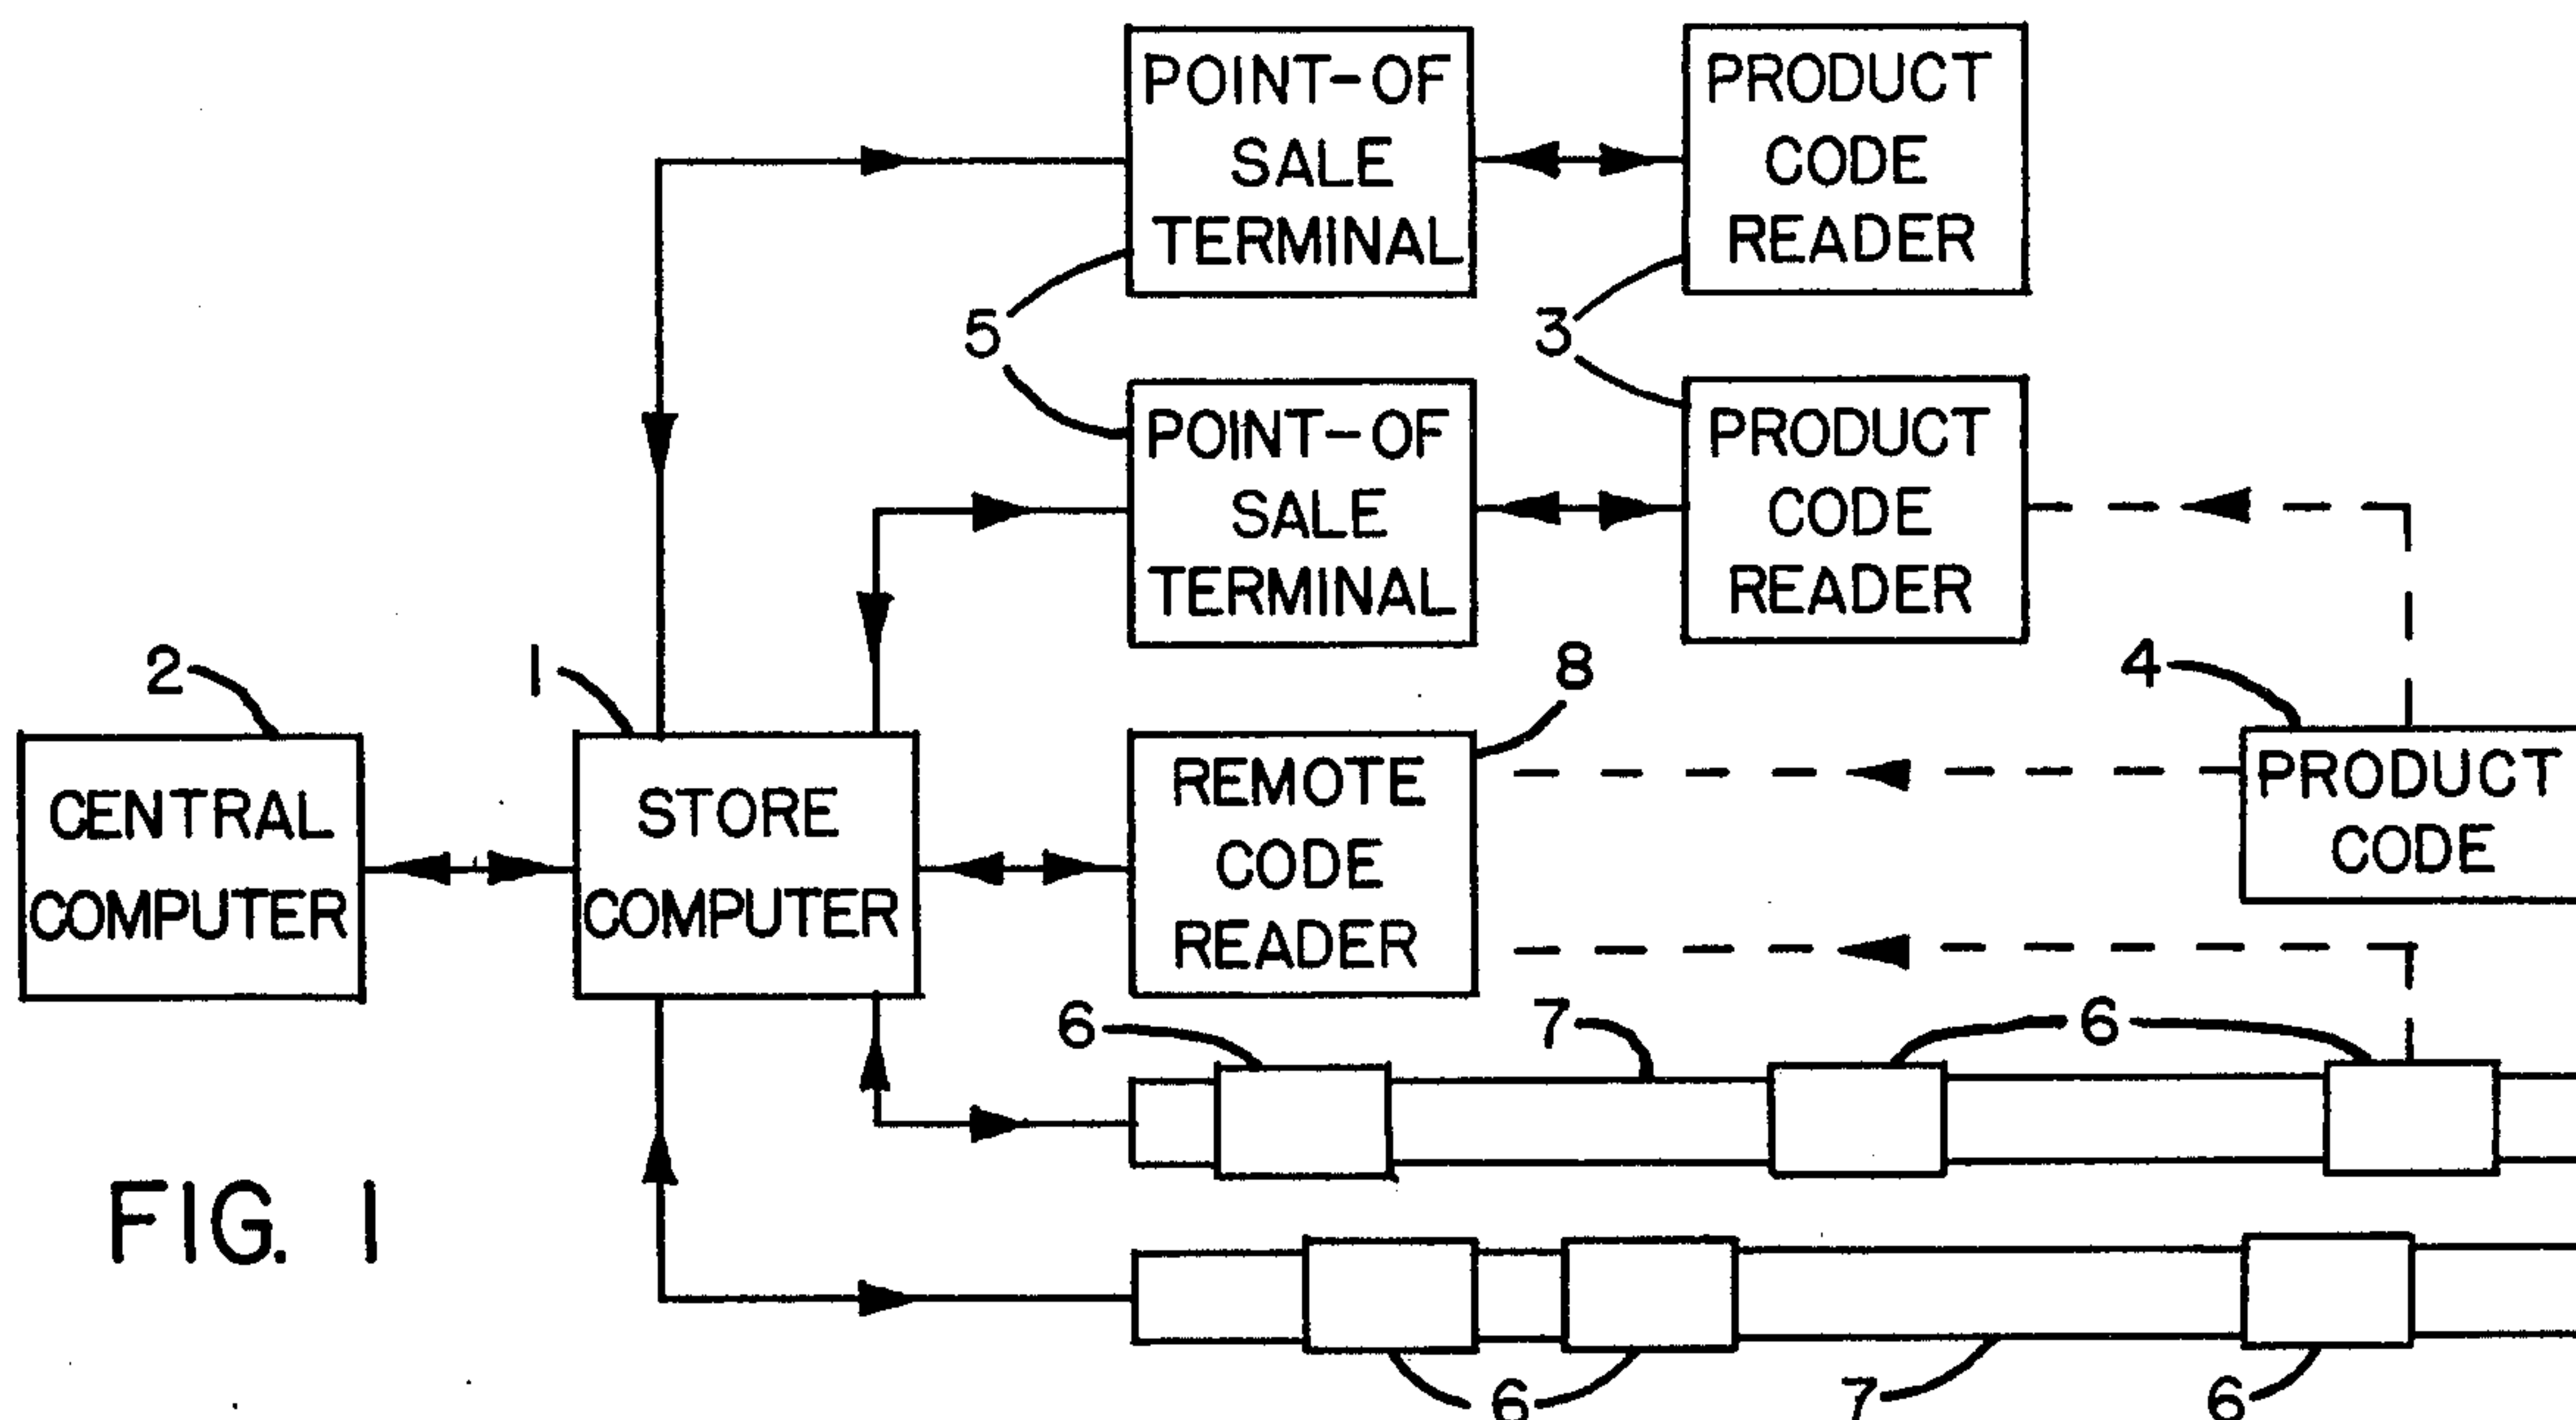 POINT-OF
SALE
TERMINAL
PRODUCT
CODE
READER
5
3
POINT-OF
SALE
TERMINAL
PRODUCT
CODE
READER
2
1
8
4
CENTRAL
COMPUTER
STORE
COMPUTER
REMOTE
CODE
READER
PRODUCT
CODE
6
7
6
FIG. 1
6
7
6